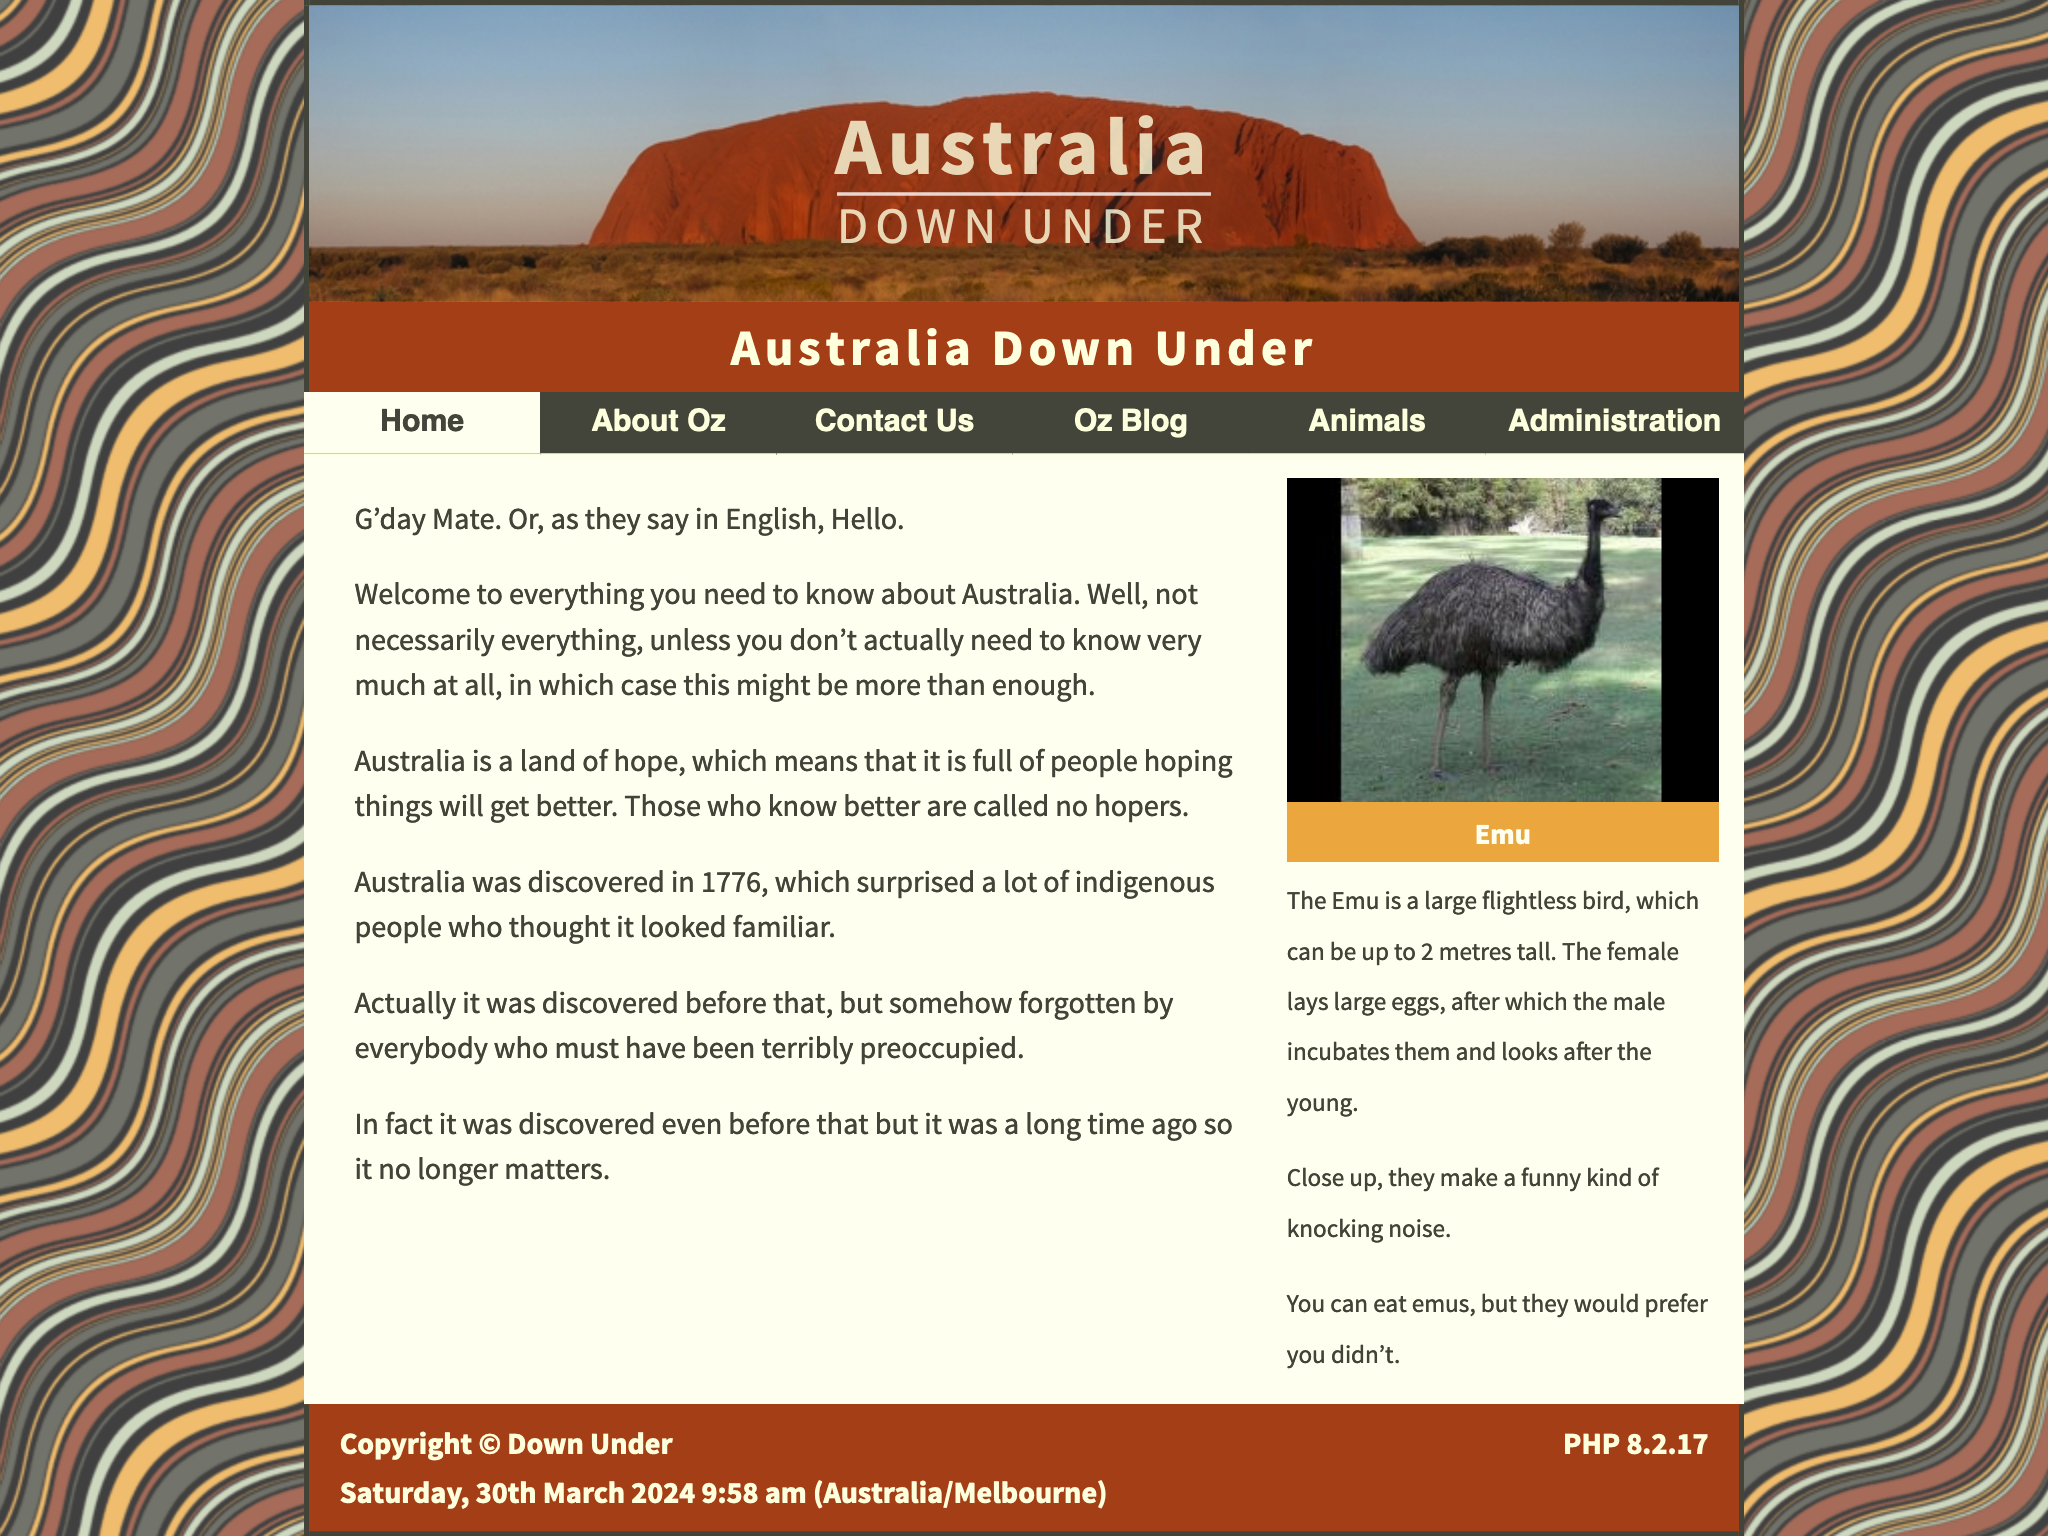 Australia
DOWN UNDER
Australia Down Under
Home About Oz Contact Us Oz Blog Animals Administration
G’day Mate. Or, as they say in English, Hello.
Welcome to everything you need to know about Australia. Well, not
necessarily everything, unless you don’t actually need to know very
much at all, in which case this might be more than enough.
Australia is a land of hope, which means that it is full of people hoping
things will get better. Those who know better are called no hopers.
Australia was discovered in 1776, which surprised a lot of indigenous
people who thought it looked familiar.
Actually it was discovered before that, but somehow forgotten by
everybody who must have been terribly preoccupied.
In fact it was discovered even before that but it was a long time ago so
it no longer matters.
Emu
The Emu is a large flightless bird, which
can be up to 2 metres tall. The female
lays large eggs, after which the male
incubates them and looks after the
young.
Close up, they make a funny kind of
knocking noise.
You can eat emus, but they would prefer
you didn’t.
Copyright © Down Under
PHP 8.2.17
Saturday, 30th March 2024 9:58 am (Australia/Melbourne)